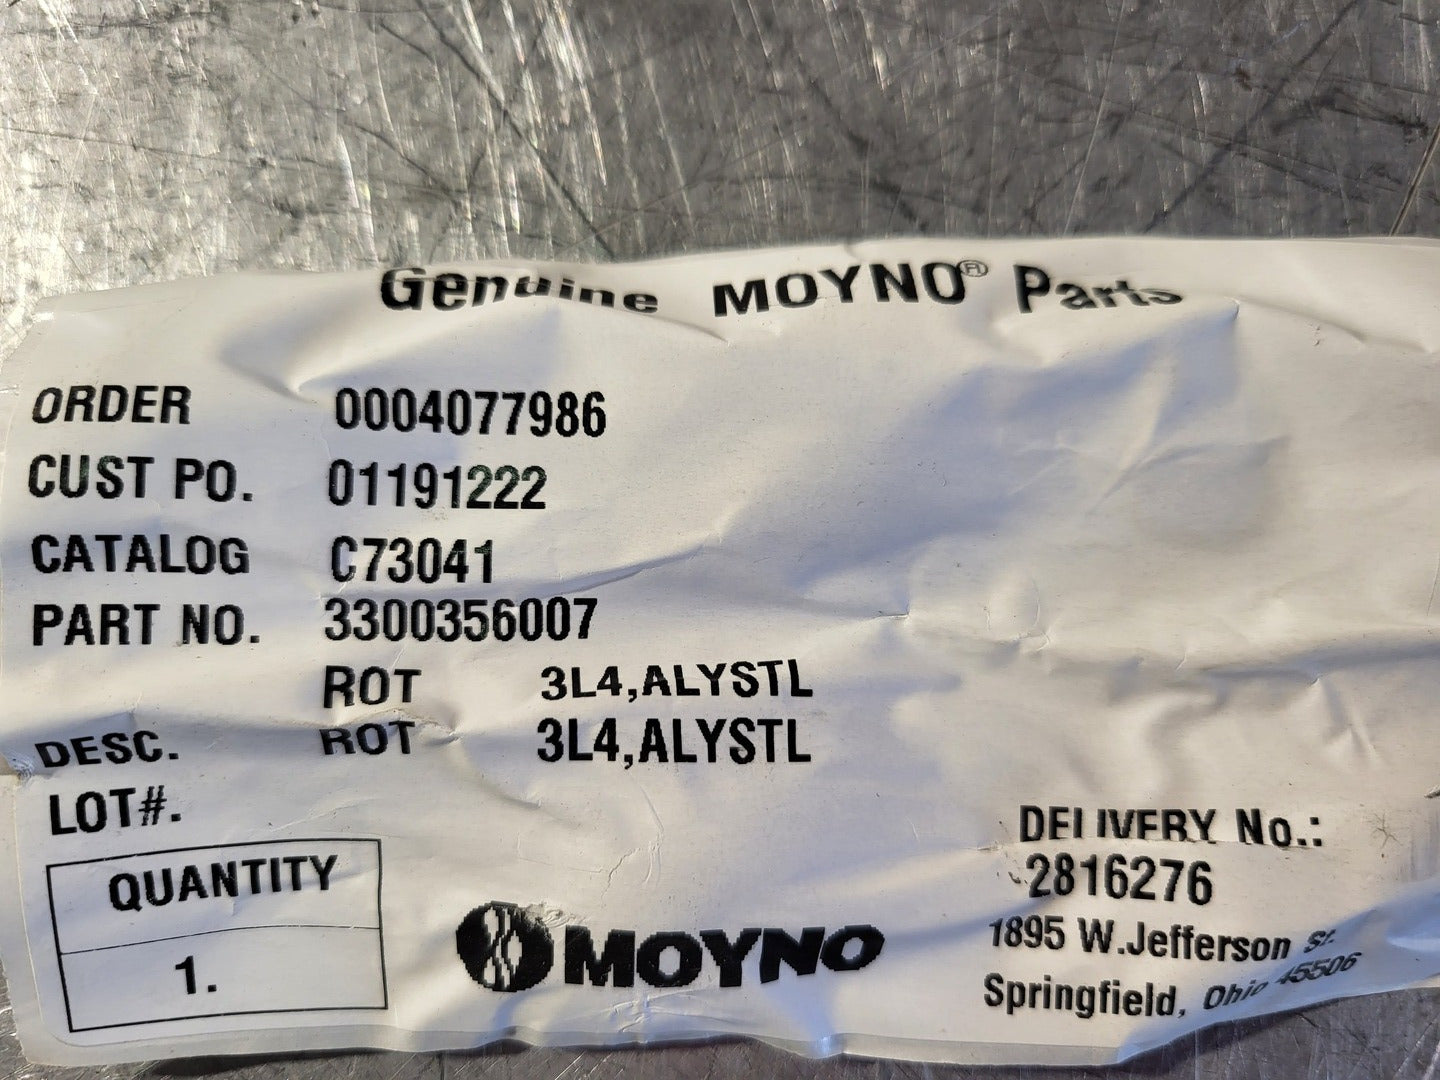 Genuine MOYNO® Parts
ORDER 0004077986
CUST PO. 01191222
CATALOG C73041
PART NO. 3300356007
ROT 3L4,ALYSTL
DESC. ROT 3L4,ALYSTL
LOT#.
QUANTITY
1.
MOYNO
DELIVERY No.:
2816276
1895 W.Jefferson St.
Springfield, Ohio 45506